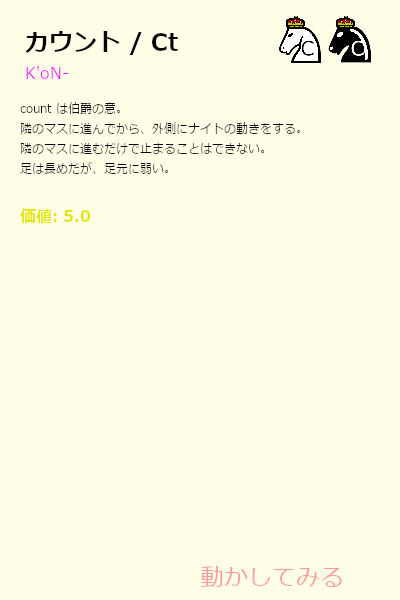 カウント / Ct
K'oN-
C C
count は伯爵の意。
隣のマスに進んでから、外側にナイトの動きをする。
隣のマスに進むだけで止まることはできない。
足は長めだが、足元に弱い。
価値: 5.0
動かしてみる